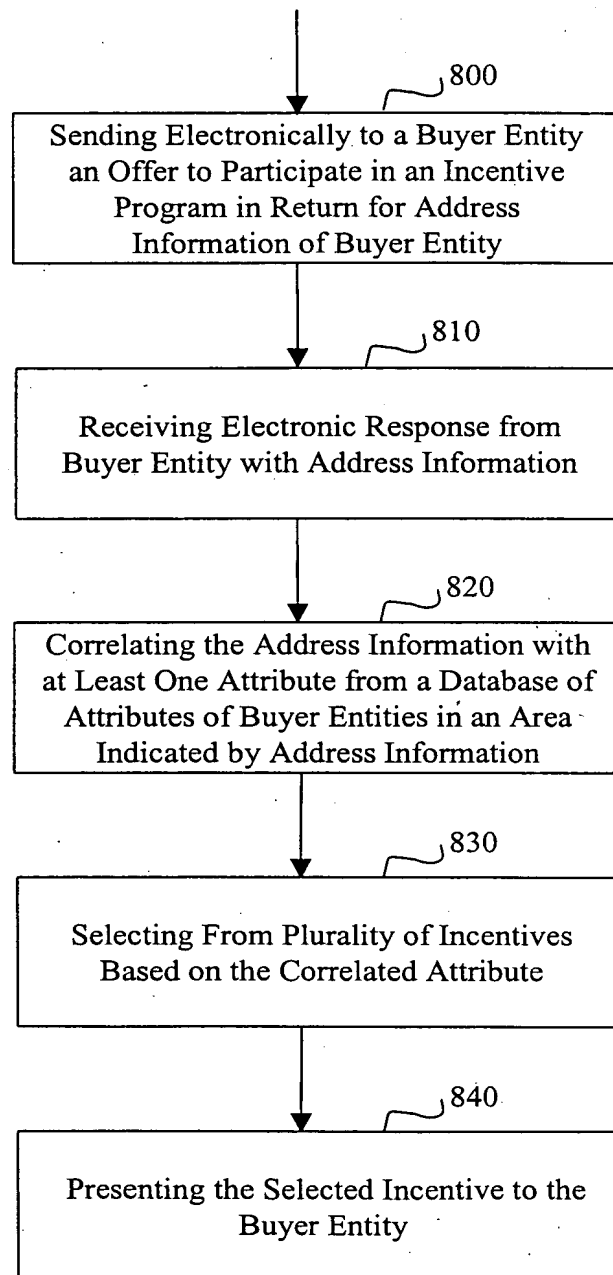 800
Sending Electronically to a Buyer Entity
an Offer to Participate in an Incentive
Program in Return for Address
Information of Buyer Entity
810
Receiving Electronic Response from
Buyer Entity with Address Information
820
Correlating the Address Information with
at Least One Attribute from a Database of
Attributes of Buyer Entities in an Area
Indicated by Address Information
830
Selecting From Plurality of Incentives
Based on the Correlated Attribute
840
Presenting the Selected Incentive to the
Buyer Entity